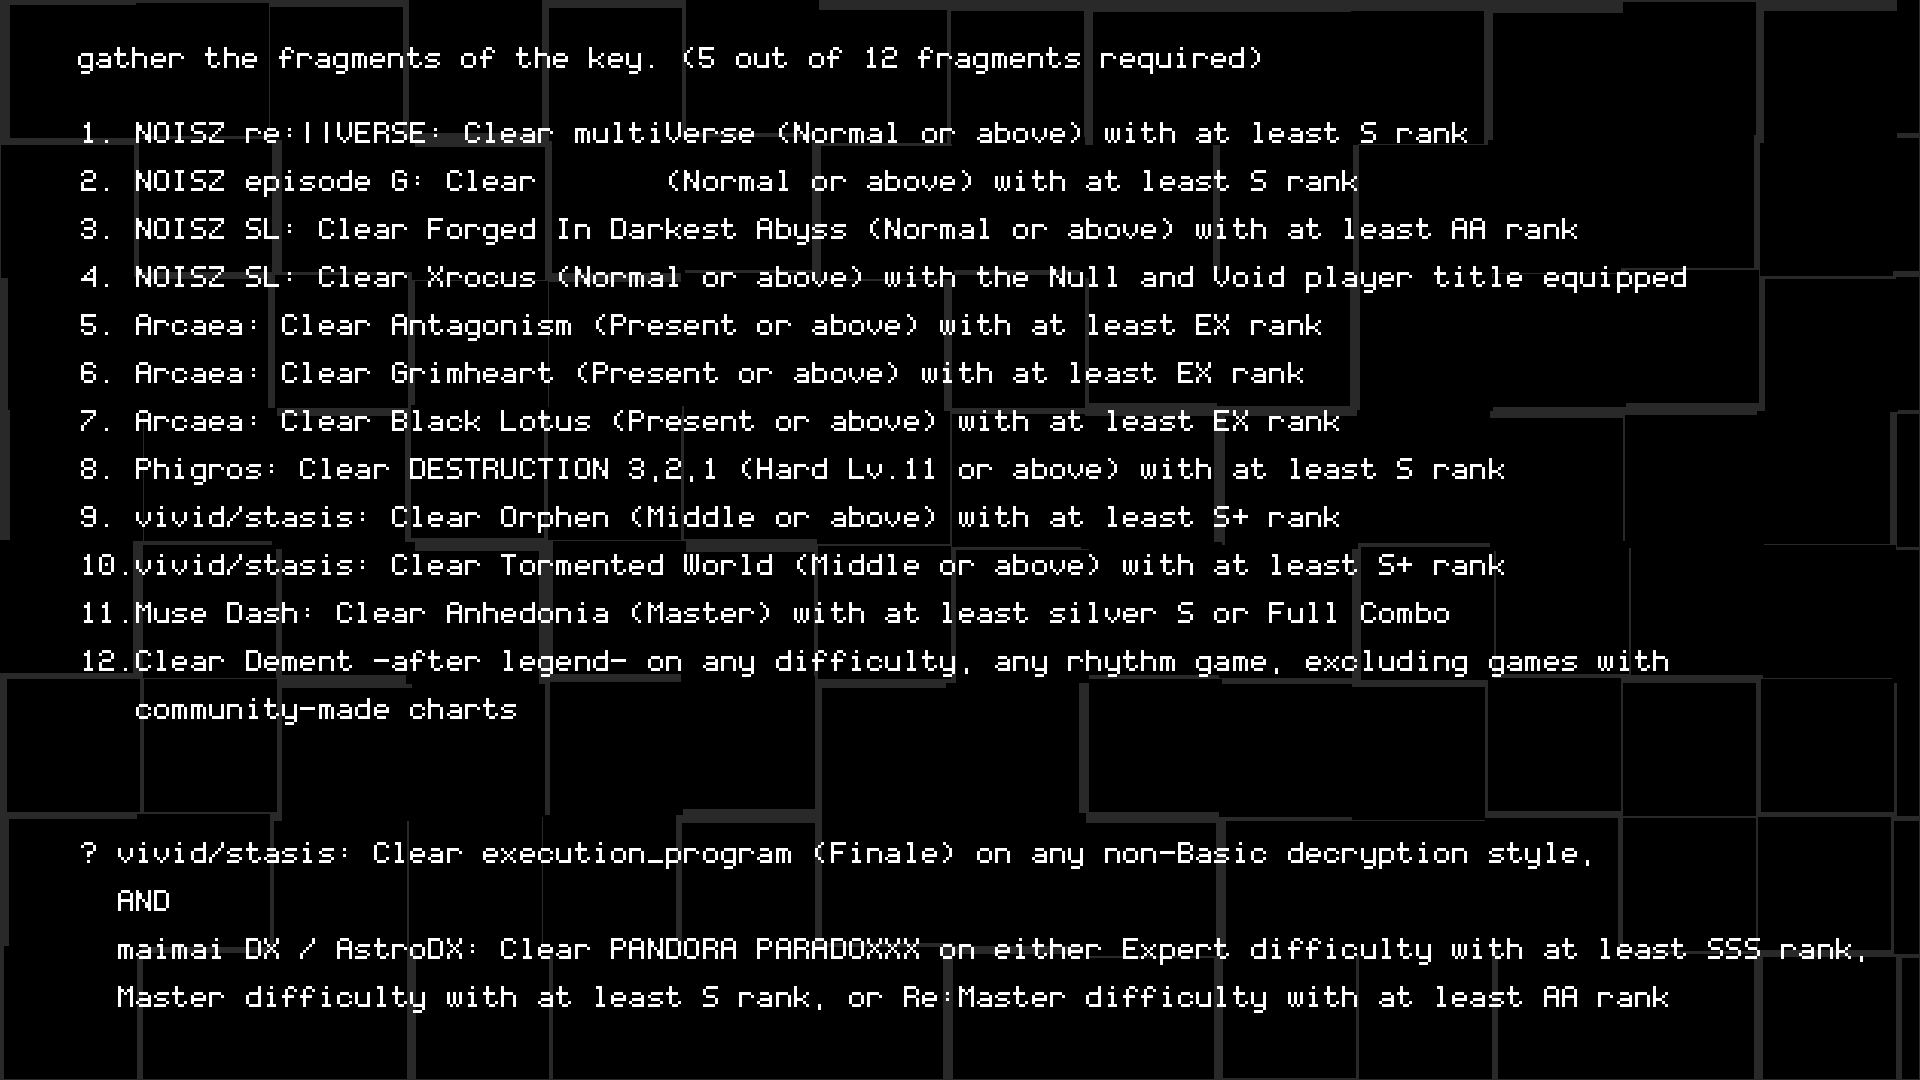 gather the fragments of the key. (5 out of 12 fragments required)
1. NOISZ re:||VERSE: Clear multiVerse (Normal or above) with at least S rank
2. NOISZ episode G: Clear (Normal or above) with at least S rank
3. NOISZ SL: Clear Forged In Darkest Abyss (Normal or above) with at least AA rank
4. NOISZ SL: Clear Xrocus (Normal or above) with the Null and Void player title equipped
5. Arcaea: Clear Antagonism (Present or above) with at least EX rank
6. Arcaea: Clear Grimheart (Present or above) with at least EX rank
7. Arcaea: Clear Black Lotus (Present or above) with at least EX rank
8. Phigros: Clear DESTRUCTION 3,2,1 (Hard Lv.11 or above) with at least S rank
9. vivid/stasis: Clear Orphen (Middle or above) with at least S+ rank
10.vivid/stasis: Clear Tormented World (Middle or above) with at least S+ rank
11.Muse Dash: Clear Anhedonia (Master) with at least silver S or Full Combo
12.Clear Dement -after legend- on any difficulty, any rhythm game, excluding games with
community-made charts
? vivid/stasis: Clear execution_program (Finale) on any non-Basic decryption style,
AND
maimai DX / AstroDX: Clear PANDORA PARADOXXX on either Expert difficulty with at least SSS rank,
Master difficulty with at least S rank, or Re:Master difficulty with at least AA rank